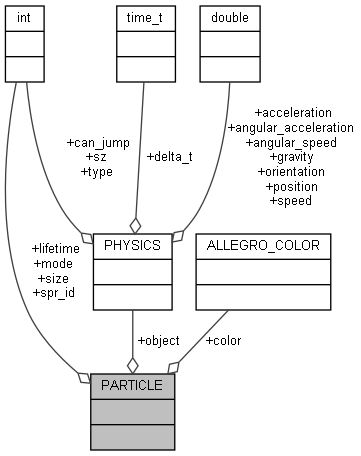 int
time_t
double
+can_jump
+sz
+type
+delta_t
+acceleration
+angular_acceleration
+angular_speed
+gravity
+orientation
+position
+speed
PHYSICS
ALLEGRO_COLOR
+lifetime
+mode
+size
+spr_id
+object
+color
PARTICLE